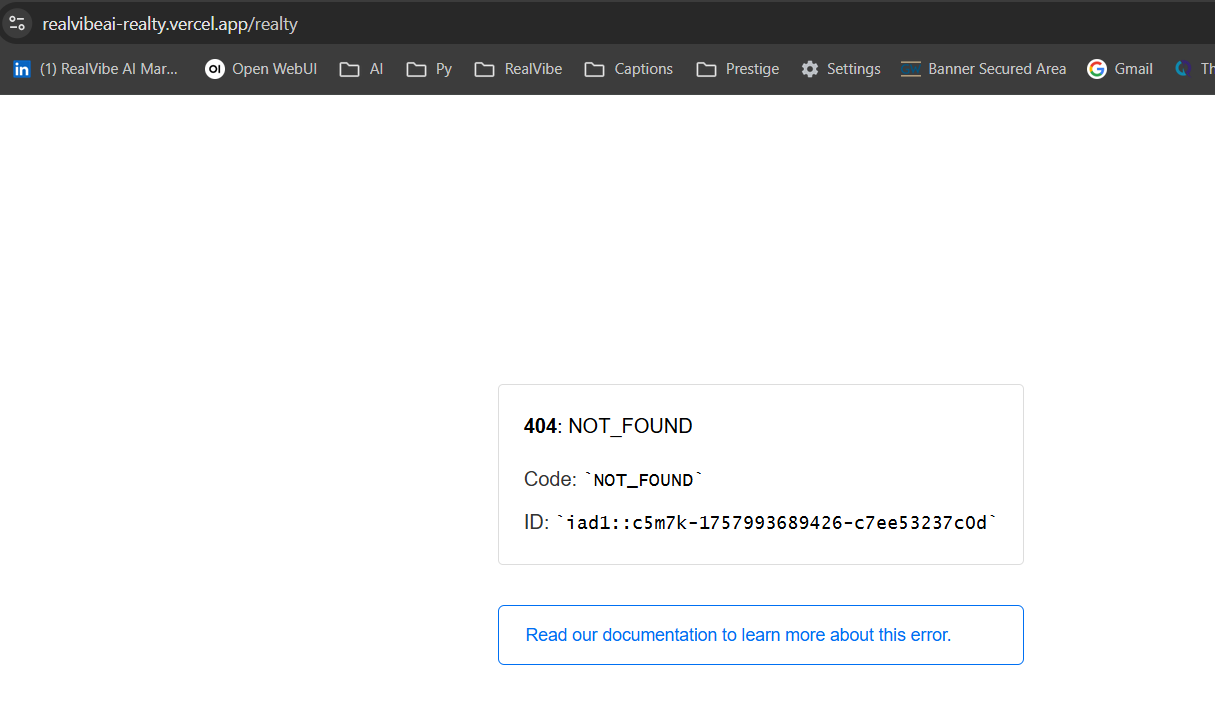 realvibeai-realty.vercel.app/realty
(1) RealVibe AI Mar... Open WebUI AI Py RealVibe Captions Prestige Settings Banner Secured Area Gmail Th
404: NOT_FOUND
Code: `NOT_FOUND`
ID: `iad1::c5m7k-1757993689426-c7ee53237c0d`
Read our documentation to learn more about this error.